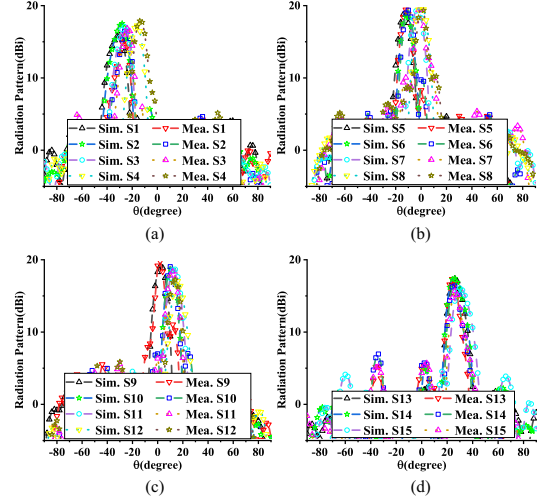 20
10
0
Radiation Pattern(dBi)
Sim. S1 Mea. S1
Sim. S2 Mea. S2
Sim. S3 Mea. S3
Sim. S4 Mea. S4
-80 -60 -40 -20 0 20 40 60 80
θ(degree)
(a)
20
10
0
Radiation Pattern(dBi)
Sim. S5 Mea. S5
Sim. S6 Mea. S6
Sim. S7 Mea. S7
Sim. S8 Mea. S8
-80 -60 -40 -20 0 20 40 60 80
θ(degree)
(b)
20
10
0
Radiation Pattern(dBi)
Sim. S9 Mea. S9
Sim. S10 Mea. S10
Sim. S11 Mea. S11
Sim. S12 Mea. S12
-80 -60 -40 -20 0 20 40 60 80
θ(degree)
(c)
20
10
0
Radiation Pattern(dBi)
Sim. S13 Mea. S13
Sim. S14 Mea. S14
Sim. S15 Mea. S15
-80 -60 -40 -20 0 20 40 60 80
θ(degree)
(d)